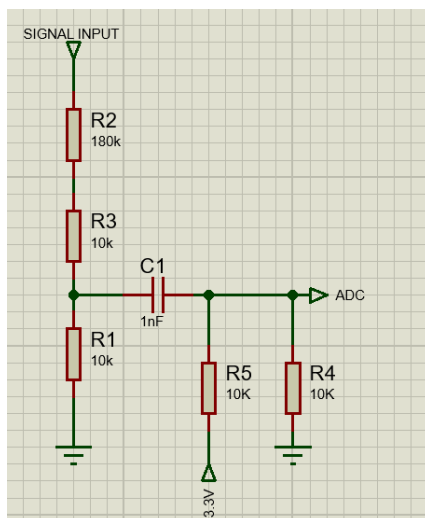 SIGNAL INPUT
R2
180k
R3
10k
C1
1nF
ADC
R1
10k
R5
10K
R4
10K
3.3V